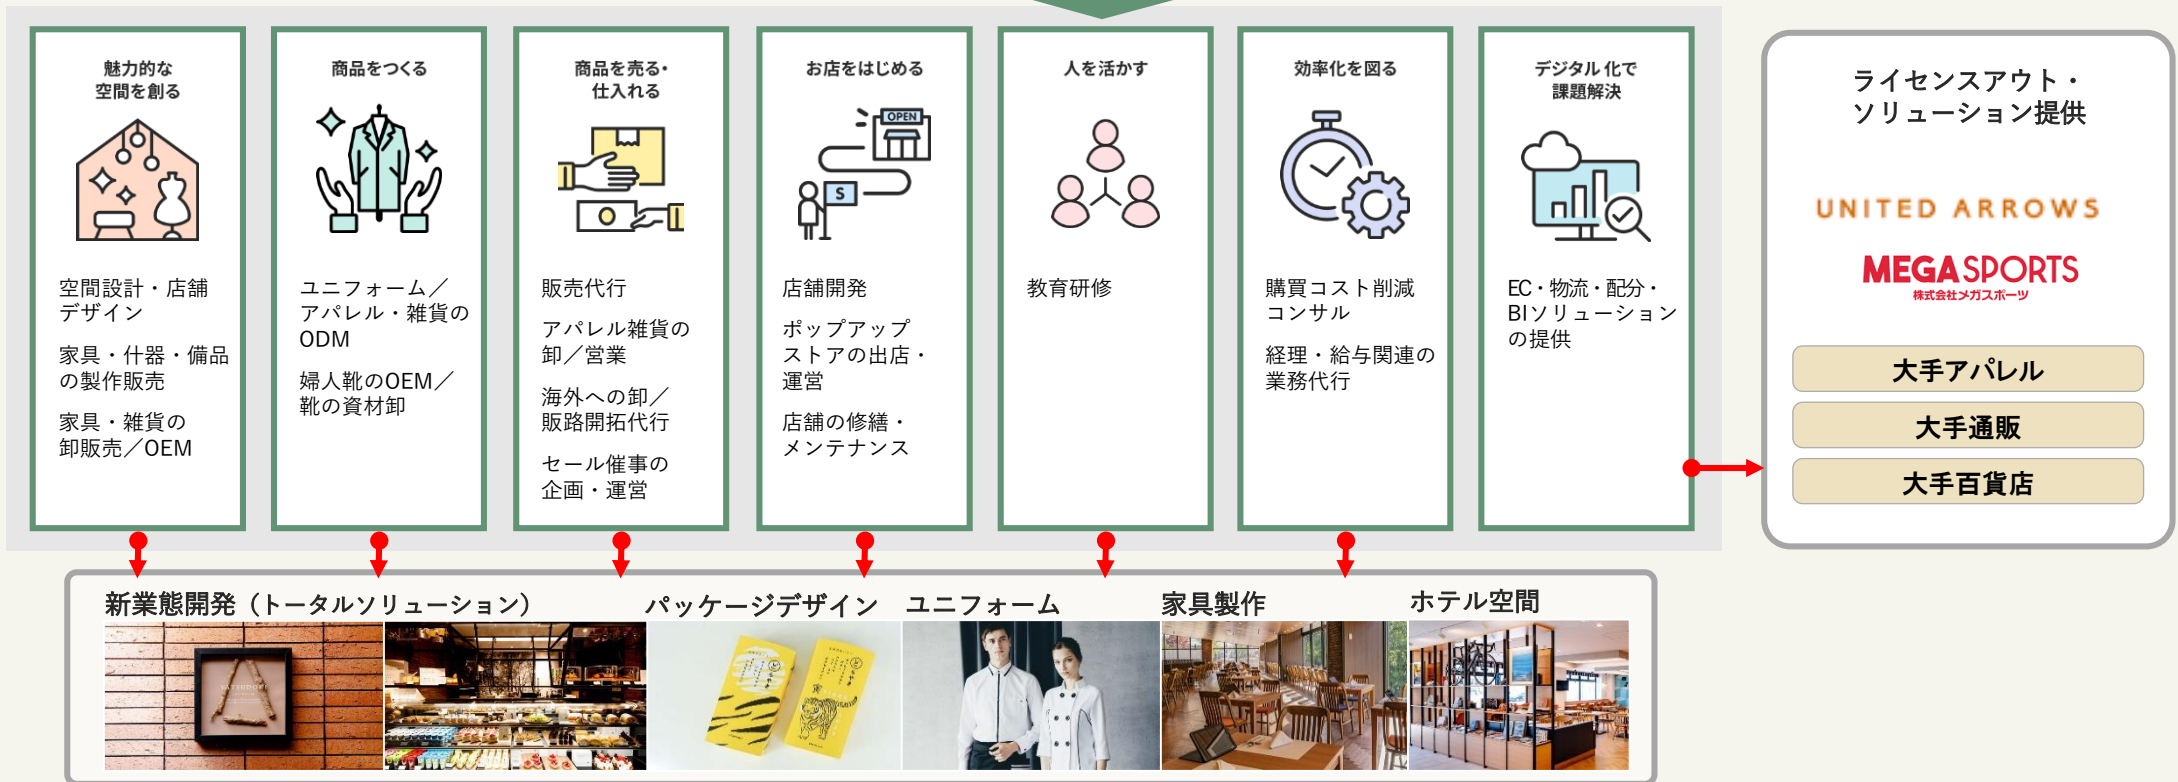 魅力的な
空間を創る
空間設計・店舗
デザイン
家具・什器・備品
の製作販売
家具・雑貨の
卸販売／OEM
商品をつくる
ユニフォーム／
アパレル・雑貨の
ODM
婦人靴のOEM／
靴の資材卸
商品を売る・
仕入れる
販売代行
アパレル雑貨の
卸／営業
海外への卸／
販路開拓代行
セール催事の
企画・運営
お店をはじめる
OPEN
S
店舗開発
ポップアップ
ストアの出店・
運営
店舗の修繕・
メンテナンス
人を活かす
教育研修
効率化を図る
購買コスト削減
コンサル
経理・給与関連の
業務代行
デジタル化で
課題解決
EC・物流・配分・
BIソリューション
の提供
ライセンスアウト・
ソリューション提供
UNITED ARROWS
MEGA SPORTS
株式会社メガスポーツ
大手アパレル
大手通販
大手百貨店
新業態開発（トータルソリューション）
パッケージデザイン
ユニフォーム
家具製作
ホテル空間